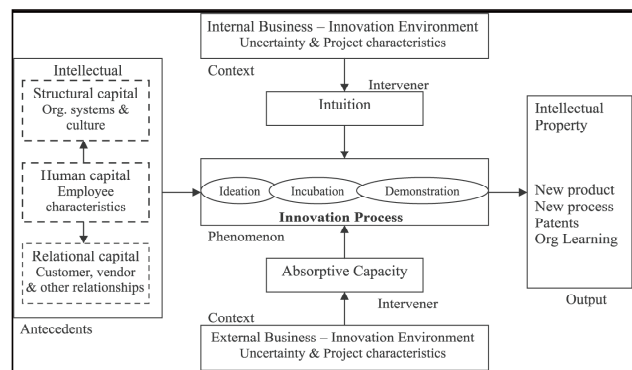 Internal Business – Innovation Environment
Uncertainty & Project characteristics
Context
Intervener
Intuition
Intellectual
Structural capital
Org. systems &
culture
Human capital
Employee
characteristics
Relational capital
Customer, vendor
& other relationships
Antecedents
Ideation
Incubation
Demonstration
Innovation Process
Phenomenon
Absorptive Capacity
Intervener
Context
External Business – Innovation Environment
Uncertainty & Project characteristics
Intellectual
Property
New product
New process
Patents
Org Learning
Output